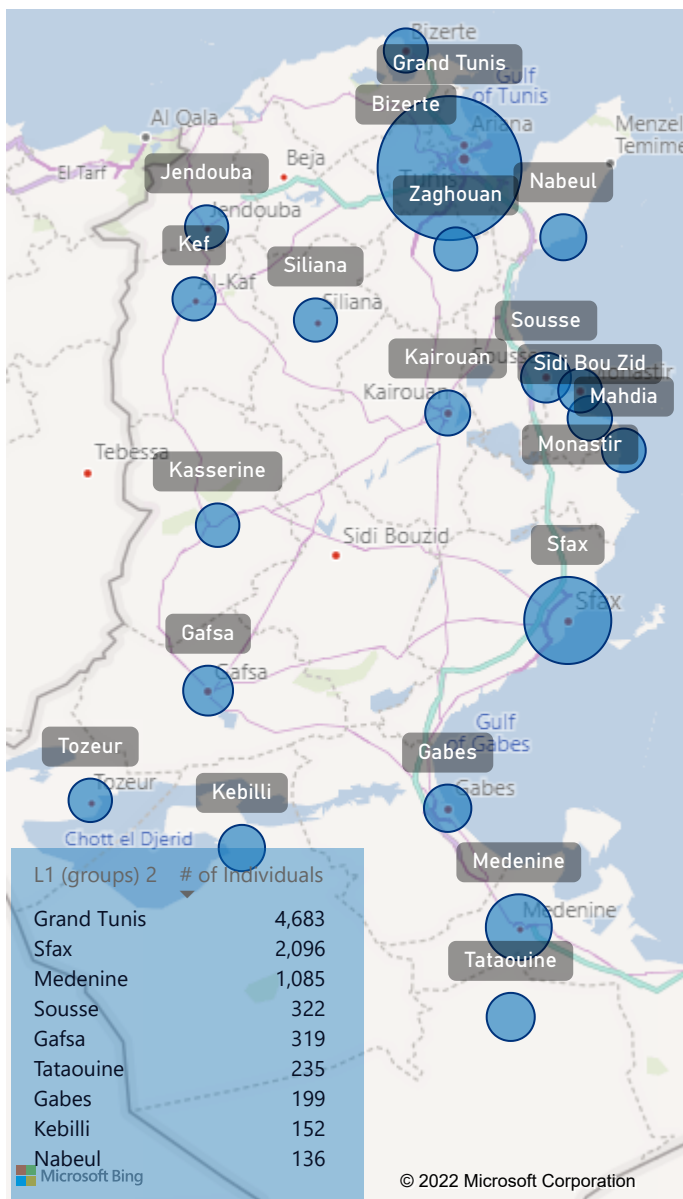 Bizerte
Grand Tunis
Gulf
of Tunis
Bizerte
Al Qala
Ariana
Menzel
Temime
El Tarf
Beja
Jendouba
Tunis
Nabeul
Zaghouan
Jendouba
Kef
Siliana
Al-Kaf
Siliana
Sousse
Kairouan
Sousse
Sidi Bou Zid
Monastir
Kairouan
Mahdia
Monastir
Tebessa
Kasserine
Sidi Bouzid
Sfax
Sfax
Gafsa
Gafsa
Gulf
of Gabes
Tozeur
Gabes
Tozeur
Kebilli
Gabes
Chott el Djerid
Medenine
Medenine
Tataouine
L1 (groups) 2 # of Individuals
Grand Tunis 4,683
Sfax 2,096
Medenine 1,085
Sousse 322
Gafsa 319
Tataouine 235
Gabes 199
Kebilli 152
Nabeul 136
Microsoft Bing
© 2022 Microsoft Corporation